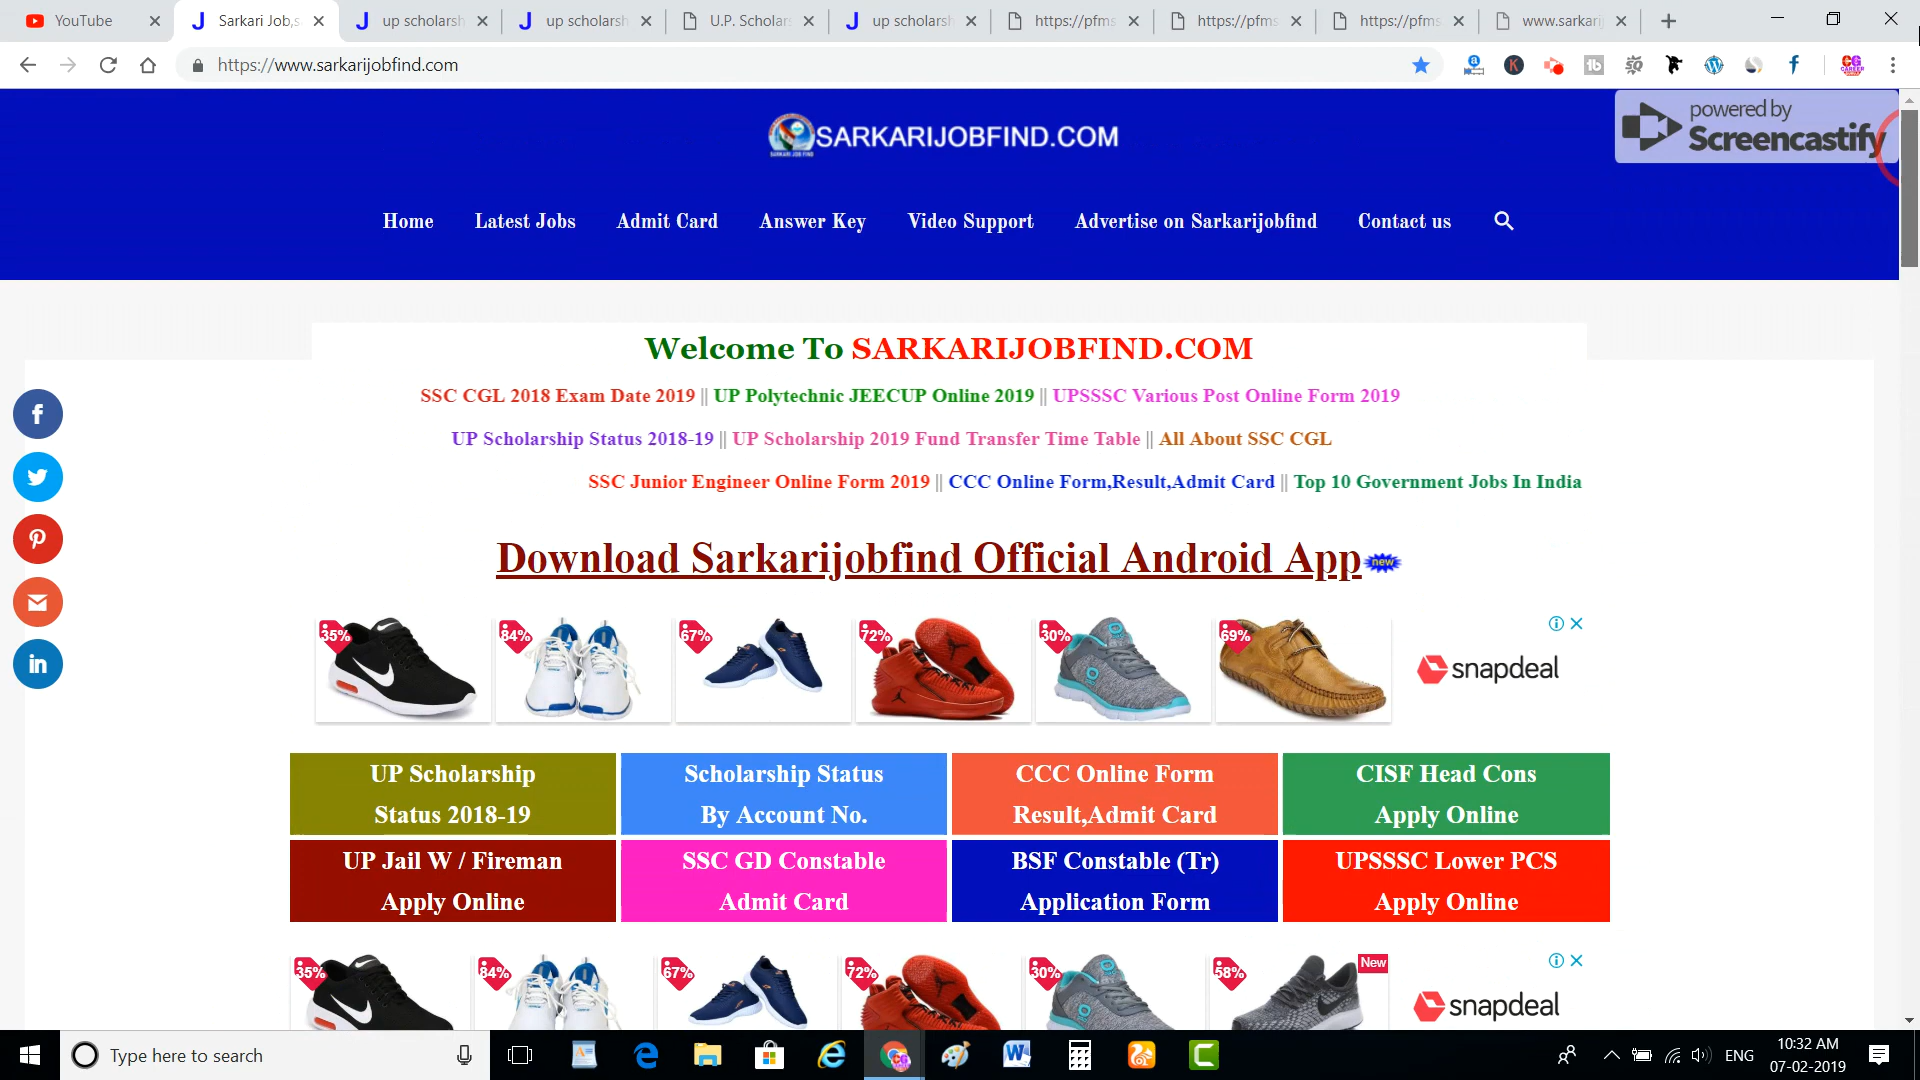 YouTube
Sarkari Job,s
up scholarsh
up scholarsh
U.P. Scholars
up scholarsh
https://pfms
https://pfms
https://pfms
www.sarkarij
https://www.sarkarijobfind.com
powered by
Screencastify
SARKARIJOBFIND.COM
Home Latest Jobs Admit Card Answer Key Video Support Advertise on Sarkarijobfind Contact us
Welcome To SARKARIJOBFIND.COM
SSC CGL 2018 Exam Date 2019 || UP Polytechnic JEECUP Online 2019 || UPSSSC Various Post Online Form 2019
UP Scholarship Status 2018-19 || UP Scholarship 2019 Fund Transfer Time Table || All About SSC CGL
SSC Junior Engineer Online Form 2019 || CCC Online Form,Result,Admit Card || Top 10 Government Jobs In India
Download Sarkarijobfind Official Android App new
35% 84% 67% 72% 30% 69%
snapdeal
UP Scholarship
Status 2018-19
Scholarship Status
By Account No.
CCC Online Form
Result,Admit Card
CISF Head Cons
Apply Online
UP Jail W / Fireman
Apply Online
SSC GD Constable
Admit Card
BSF Constable (Tr)
Application Form
UPSSSC Lower PCS
Apply Online
35% 84% 67% 72% 30% 58% New
snapdeal
Type here to search
ENG
10:32 AM
07-02-2019